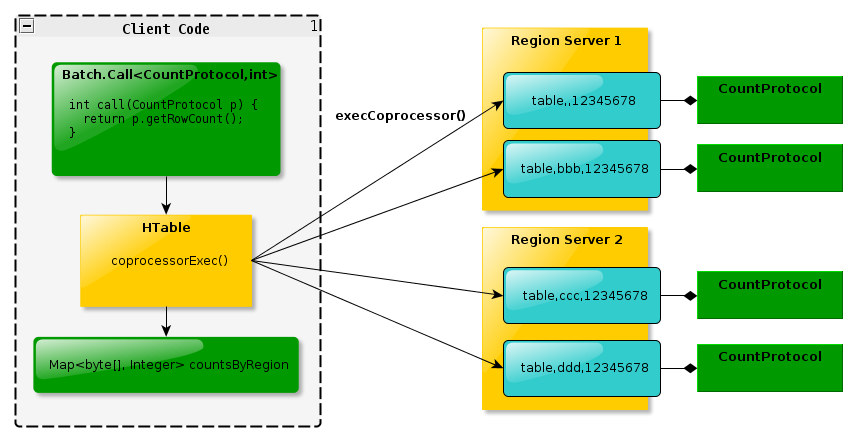 Client Code
1
Batch.Call<CountProtocol,int>
int call(CountProtocol p) {
return p.getRowCount();
}
HTable
coprocessorExec()
Map<byte[], Integer> countsByRegion
execCoprocessor()
Region Server 1
table,,12345678
CountProtocol
table,bbb,12345678
CountProtocol
Region Server 2
table,ccc,12345678
CountProtocol
table,ddd,12345678
CountProtocol